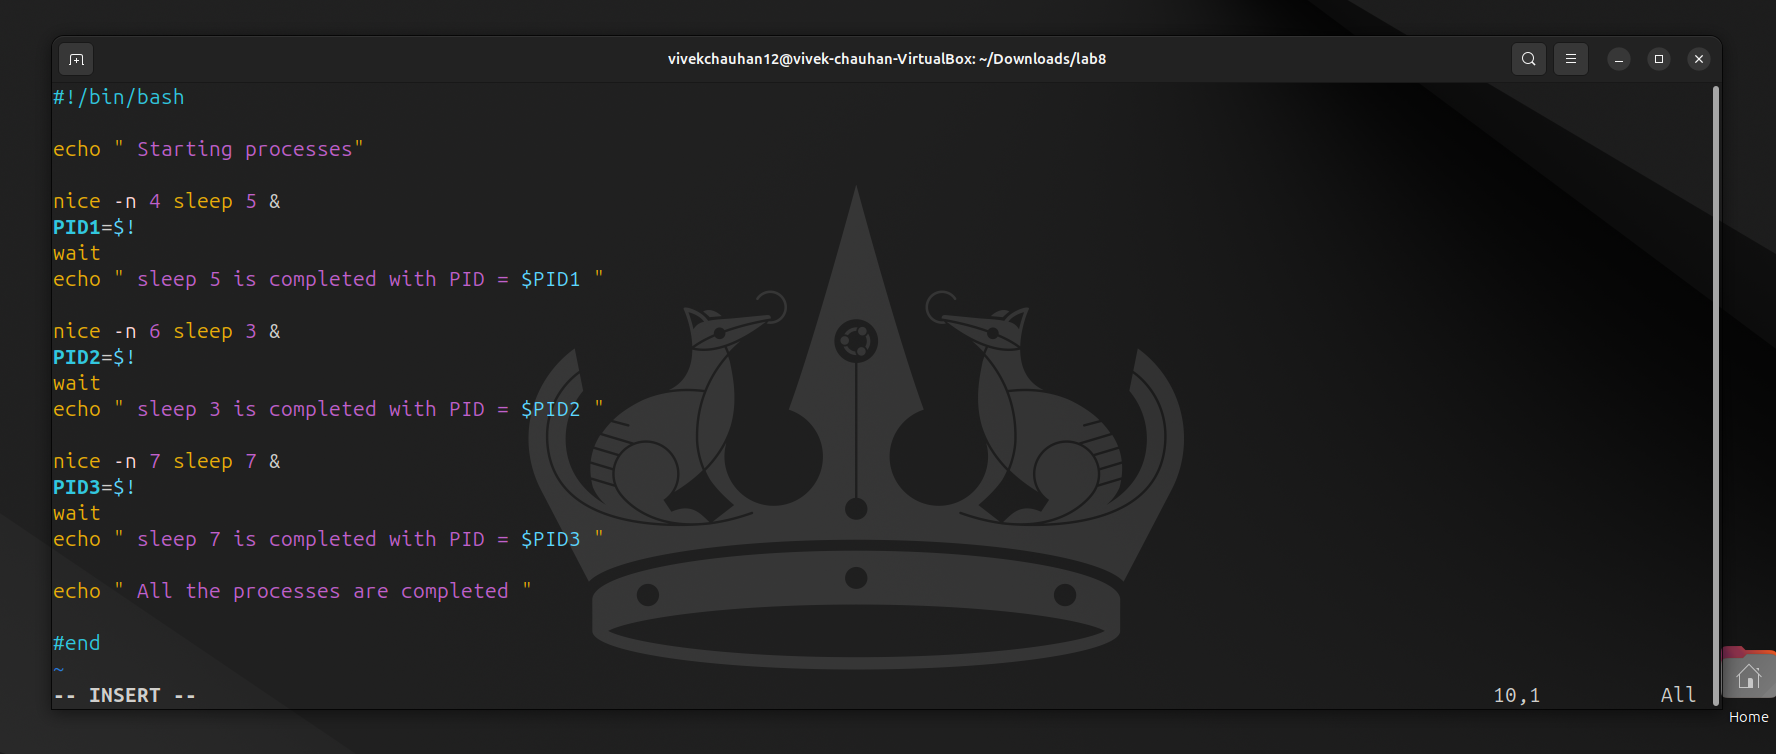 vivekchauhan12@vivek-chauhan-VirtualBox: ~/Downloads/lab8
#!/bin/bash
echo " Starting processes"
nice -n 4 sleep 5 &
PID1=$!
wait
echo " sleep 5 is completed with PID = $PID1 "
nice -n 6 sleep 3 &
PID2=$!
wait
echo " sleep 3 is completed with PID = $PID2 "
nice -n 7 sleep 7 &
PID3=$!
wait
echo " sleep 7 is completed with PID = $PID3 "
echo " All the processes are completed "
#end
~
-- INSERT -- 10,1 All
Home